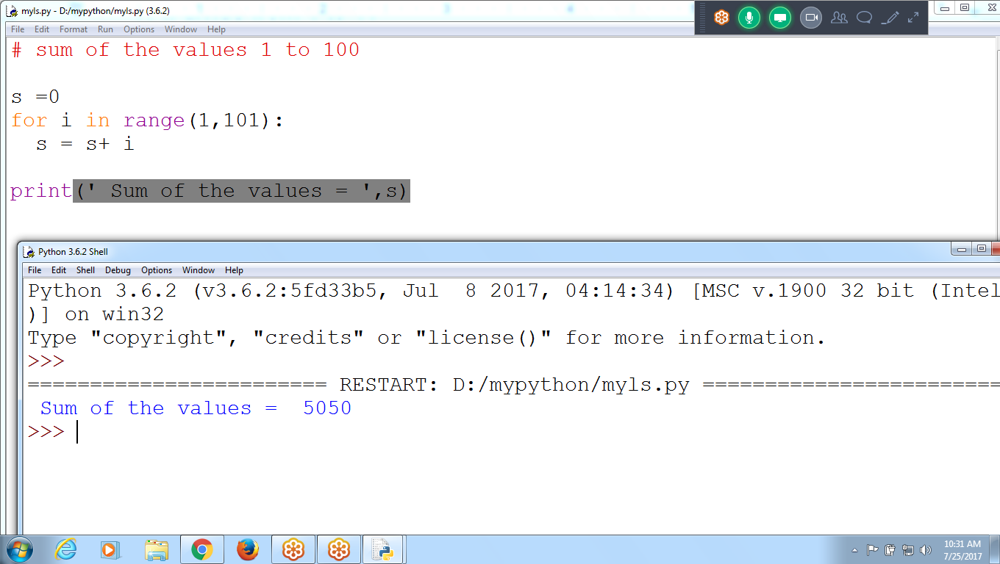 myls.py - D:/mypython/myls.py (3.6.2)
File Edit Format Run Options Window Help
# sum of the values 1 to 100
s =0
for i in range(1,101):
  s = s+ i
print(' Sum of the values = ',s)
Python 3.6.2 Shell
File Edit Shell Debug Options Window Help
Python 3.6.2 (v3.6.2:5fd33b5, Jul  8 2017, 04:14:34) [MSC v.1900 32 bit (Intel
)] on win32
Type "copyright", "credits" or "license()" for more information.
>>>
======================== RESTART: D:/mypython/myls.py ========================
 Sum of the values =  5050
>>>
10:31 AM
7/25/2017